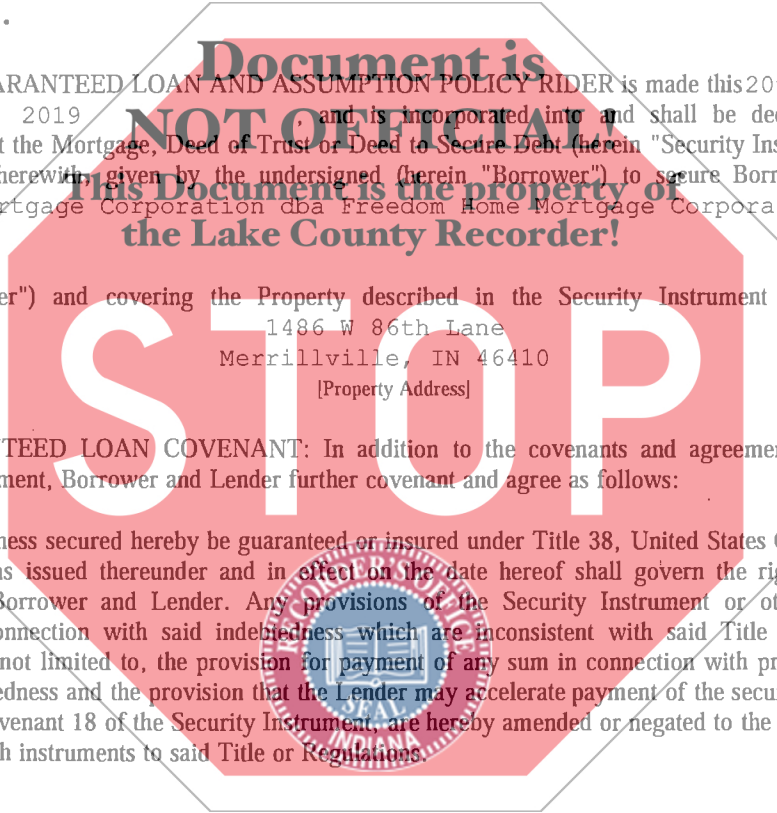 Document is
ARANTEED LOAN AND ASSUMPTION POLICY RIDER is made this 20
2019 , and is incorporated into and shall be dee
NOT OFFICIAL!
t the Mortgage, Deed of Trust or Deed to Secure Debt (herein "Security Ins
herewith, given by the undersigned (herein "Borrower") to secure Borr
This Document is the property of
rtgage Corporation dba Freedom Home Mortgage Corpora
the Lake County Recorder!
er") and covering the Property described in the Security Instrument
1486 W 86th Lane
Merrillville, IN 46410
[Property Address]
STOP
TEED LOAN COVENANT: In addition to the covenants and agreemen
ment, Borrower and Lender further covenant and agree as follows:
ness secured hereby be guaranteed or insured under Title 38, United States C
ns issued thereunder and in effect on the date hereof shall govern the rig
Borrower and Lender. Any provisions of the Security Instrument or ot
onnection with said indebtedness which are inconsistent with said Title
not limited to, the provision for payment of any sum in connection with pr
edness and the provision that the Lender may accelerate payment of the secur
venant 18 of the Security Instrument, are hereby amended or negated to the
h instruments to said Title or Regulations.
SEAL
INDIANA